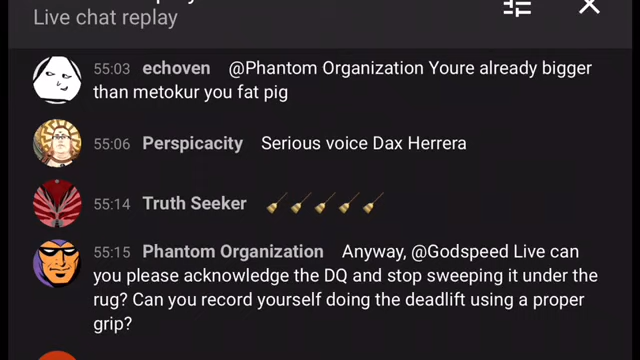 Live chat replay
55:03 echoven @Phantom Organization Youre already bigger
than metokur you fat pig
55:06 Perspicacity Serious voice Dax Herrera
55:14 Truth Seeker 🧹🧹🧹🧹🧹
55:15 Phantom Organization Anyway, @Godspeed Live can
you please acknowledge the DQ and stop sweeping it under the
rug? Can you record yourself doing the deadlift using a proper
grip?